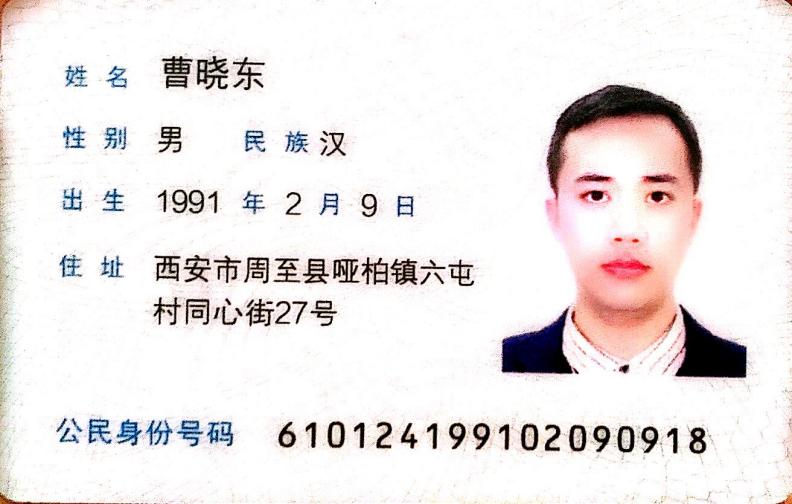 姓名 曹晓东
性别 男 民族 汉
出生 1991 年 2 月 9 日
住址 西安市周至县哑柏镇六屯
村同心街27号
公民身份号码 610124199102090918